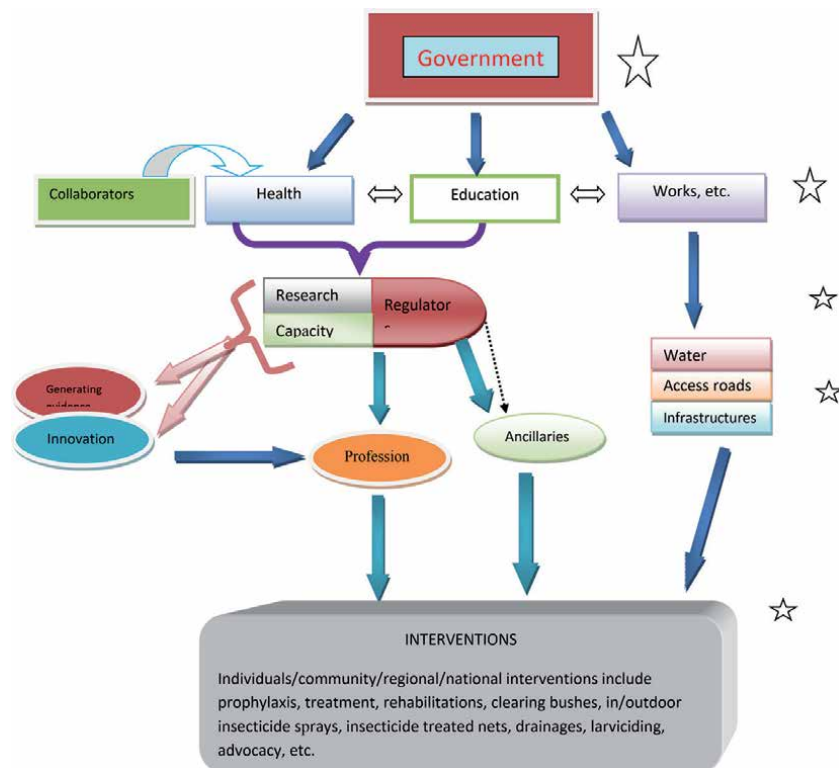 Government
Collaborators
Health
Education
Works, etc.
Research
Regulator
Capacity
Water
Access roads
Infrastructures
Generating
Innovation
Profession
Ancillaries
INTERVENTIONS
Individuals/community/regional/national interventions include
prophylaxis, treatment, rehabilitations, clearing bushes, in/outdoor
insecticide sprays, insecticide treated nets, drainages, larviciding,
advocacy, etc.